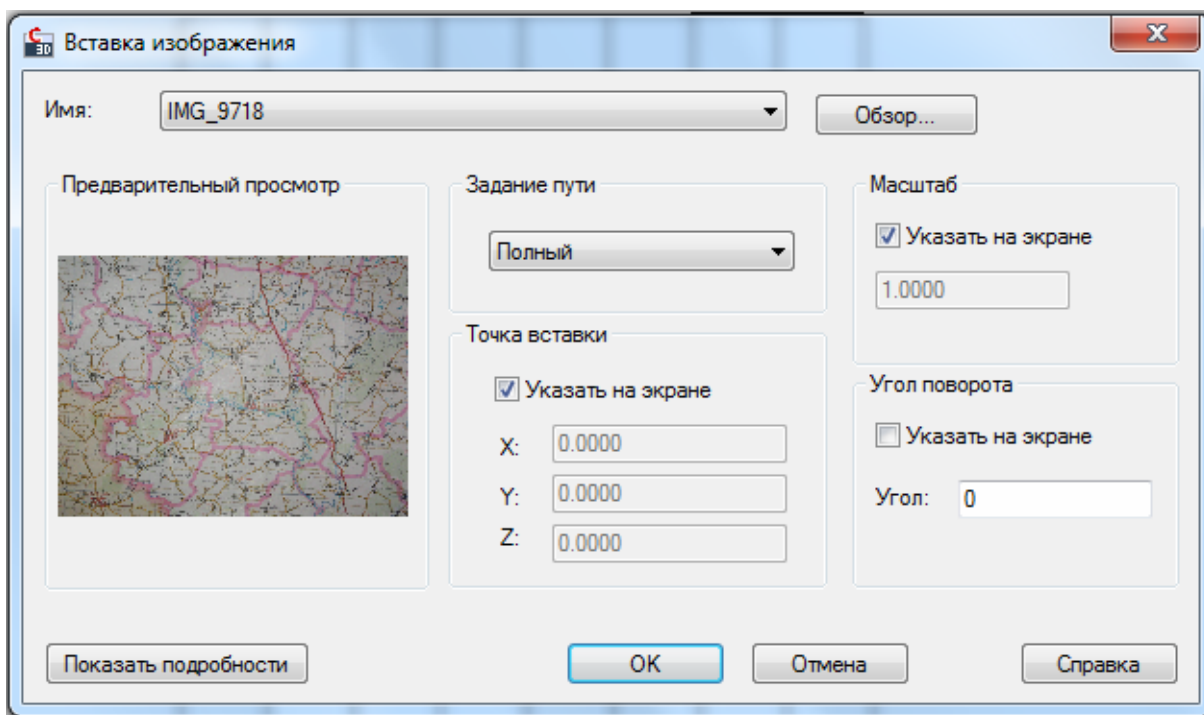 Вставка изображения
Имя: IMG_9718 Обзор...
Предварительный просмотр
Задание пути
Полный
Масштаб
Указать на экране
1.0000
Точка вставки
Указать на экране
X: 0.0000
Y: 0.0000
Z: 0.0000
Угол поворота
Указать на экране
Угол: 0
Показать подробности OK Отмена Справка